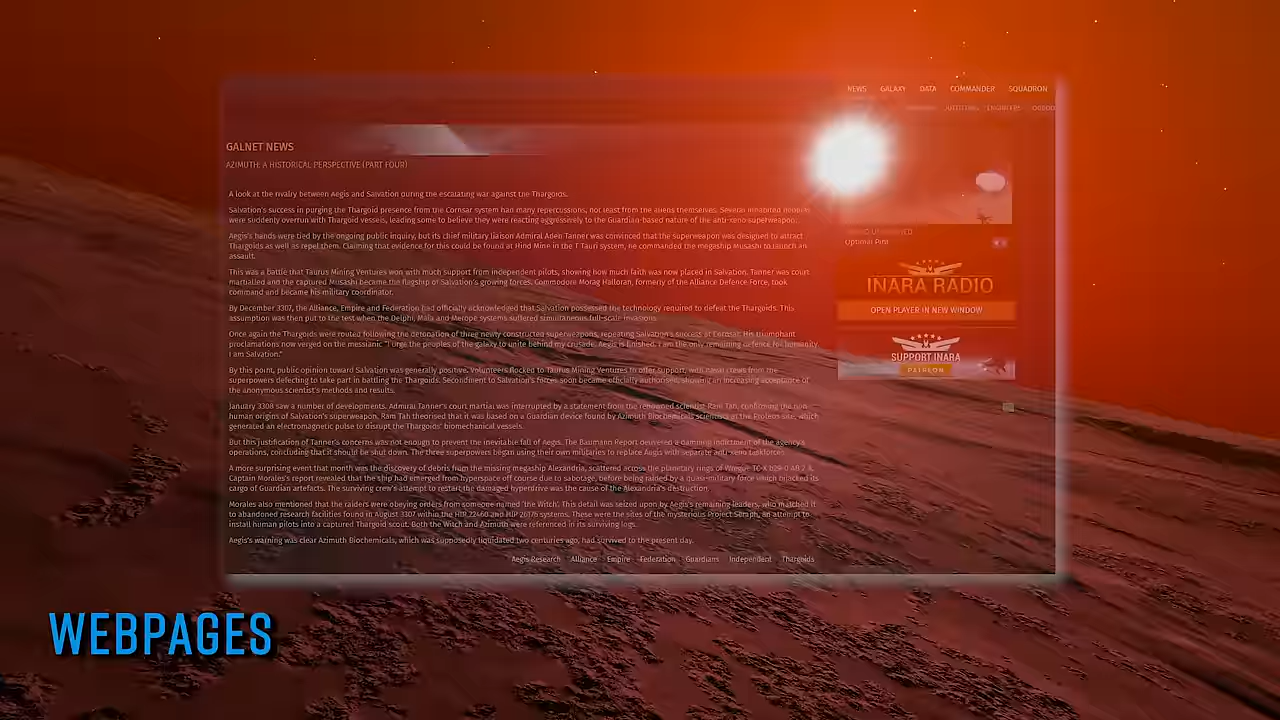 NEWS GALAXY DATA COMMANDER SQUADRON
OUTFITTING ENGINEERS
GALNET NEWS
AZIMUTH: A HISTORICAL PERSPECTIVE (PART FOUR)
A look at the rivalry between Aegis and Salvation during the escalating war against the Thargoids.
Salvation's success in purging the Thargoid presence from the Cornsar system had many repercussions, not least from the aliens themselves. Several inhabited
were suddenly overrun with Thargoid vessels, leading some to believe they were reacting aggressively to the Guardian-based nature of the anti-xeno superweapon.
Aegis's hands were tied by the ongoing public inquiry, but its chief military liaison Admiral Aden Tanner was convinced that the superweapon was designed to attract
Thargoids as well as repel them. Claiming that evidence for this could be found at Hind Mine in the T Tauri system, he commanded the megaship Musashi to launch an
assault.
This was a battle that Taurus Mining Ventures won with much support from independent pilots, showing how much faith was now placed in Salvation. Tanner was court
martialled and the captured Musashi became the flagship of Salvation's growing forces. Commodore Morag Halloran, formerly of the Alliance Defence Force, took
command and became his military coordinator.
By December 3307, the Alliance, Empire and Federation had officially acknowledged that Salvation possessed the technology required to defeat the Thargoids. This
assumption was then put to the test when the Delphi, Maia and Merope systems suffered simultaneous full-scale invasions.
Once again the Thargoids were routed following the detonation of three newly constructed superweapons, repeating Salvation's success at Cornsar. His triumphant
proclamations now verged on the messianic: "I urge the peoples of the galaxy to unite behind my crusade. Aegis is finished. I am the only remaining defence for humanity.
I am Salvation."
By this point, public opinion toward Salvation was generally positive. Volunteers flocked to Taurus Mining Ventures to offer support, with naval crews from the
superpowers defecting to take part in battling the Thargoids. Secondment to Salvation's forces soon became officially authorised, showing an increasing acceptance of
the anonymous scientist's methods and results.
January 3308 saw a number of developments. Admiral Tanner's court martial was interrupted by a statement from the renowned scientist Ram Tah, confirming the non-
human origins of Salvation's superweapon. Ram Tah theorised that it was based on a Guardian device found by Azimuth Biochemicals scientists at the Proteus site, which
generated an electromagnetic pulse to disrupt the Thargoids' biomechanical vessels.
But this justification of Tanner's concerns was not enough to prevent the inevitable fall of Aegis. The Baumann Report delivered a damning indictment of the agency's
operations, concluding that it should be shut down. The three superpowers began using their own militaries to replace Aegis with separate anti-xeno taskforces.
A more surprising event that month was the discovery of debris from the missing megaship Alexandria, scattered across the planetary rings of Wregoe TC-X b29-0 AB 2 A.
Captain Morales's report revealed that the ship had emerged from hyperspace off course due to sabotage, before being raided by a quasi-military force which hijacked its
cargo of Guardian artefacts. The surviving crew's attempt to restart the damaged hyperdrive was the cause of the Alexandria's destruction.
Morales also mentioned that the raiders were obeying orders from someone named 'the Witch'. This detail was seized upon by Aegis's remaining leaders, who matched it
to abandoned research facilities found in August 3307 within the HIP 22460 and HIP 26176 systems. These were the sites of the mysterious Project Seraph, an attempt to
install human pilots into a captured Thargoid scout. Both the Witch and Azimuth were referenced in its surviving logs.
Aegis's warning was clear: Azimuth Biochemicals, which was supposedly liquidated two centuries ago, had survived to the present day.
Aegis Research Alliance Empire Federation Guardians Independent Thargoids
INARA RADIO
OPEN PLAYER IN NEW WINDOW
SUPPORT INARA
PATREON
WEBPAGES